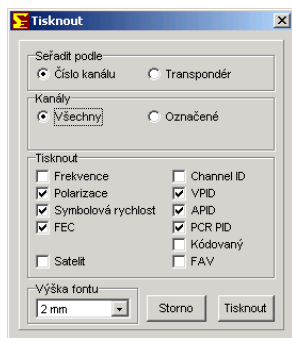 Tisknout
Seřadit podle
Číslo kanálu Transpondér
Kanály
Všechny Označené
Tisknout
Frekvence Channel ID
Polarizace VPID
Symbolová rychlost APID
FEC PCR PID
Kódovaný
Satelit FAV
Výška fontu
2 mm Storno Tisknout